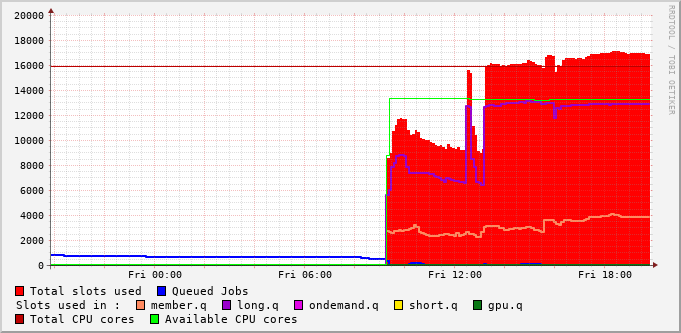 20000
18000
16000
14000
12000
10000
8000
6000
4000
2000
0
Fri 00:00 Fri 06:00 Fri 12:00 Fri 18:00
Total slots used Queued Jobs
Slots used in : member.q long.q ondemand.q short.q gpu.q
Total CPU cores Available CPU cores
RRDTOOL / TOBI OETIKER